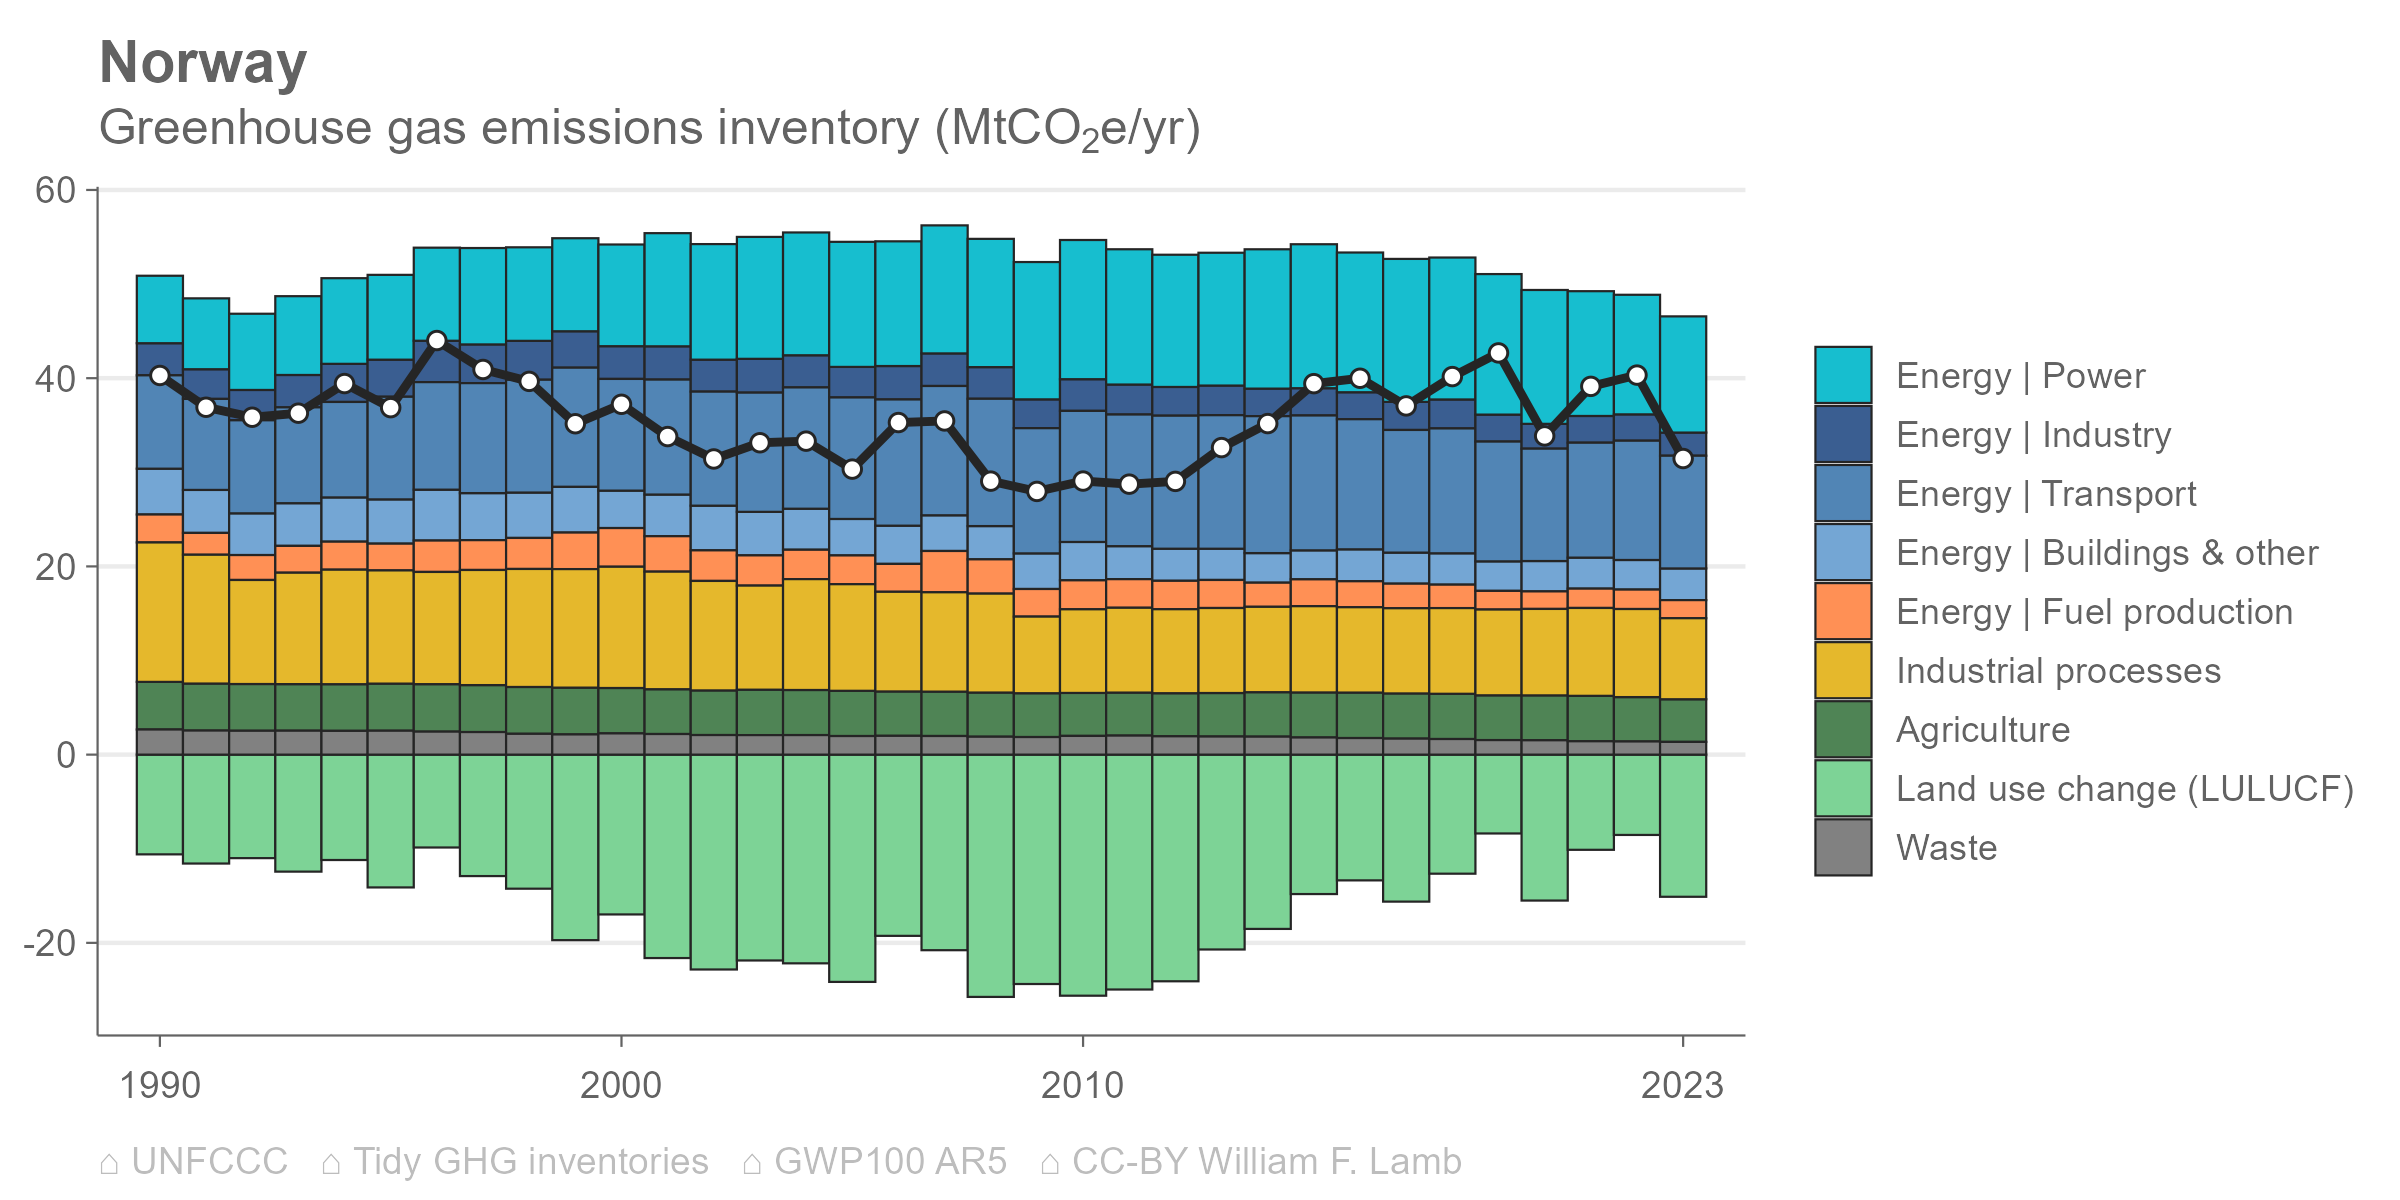 Norway
Greenhouse gas emissions inventory (MtCO₂e/yr)
60
40
20
0
-20
1990
2000
2010
2023
Energy | Power
Energy | Industry
Energy | Transport
Energy | Buildings & other
Energy | Fuel production
Industrial processes
Agriculture
Land use change (LULUCF)
Waste
⌂ UNFCCC ⌂ Tidy GHG inventories ⌂ GWP100 AR5 ⌂ CC-BY William F. Lamb